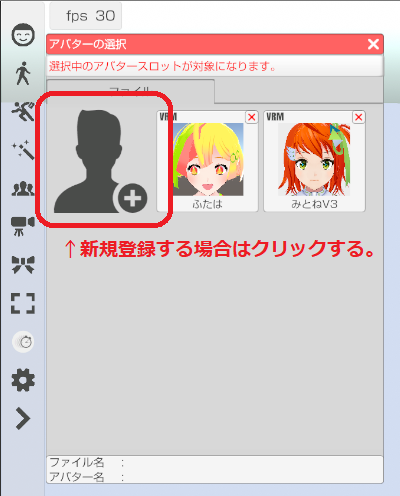 fps 30
アバターの選択
選択中のアバタースロットが対象になります。
ファイル
VRM
ふたは
VRM
みとねV3
↑新規登録する場合はクリックする。
ファイル名 :
アバター名 :